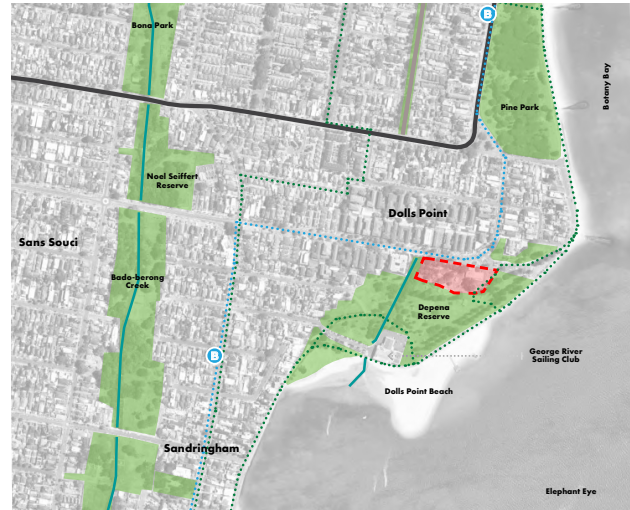 B
Bona Park
Botany Bay
Pine Park
Noel Seiffert
Reserve
Dolls Point
Sans Souci
Bado-berong
Creek
Depena
Reserve
B
George River
Sailing Club
Dolls Point Beach
Sandringham
Elephant Eye